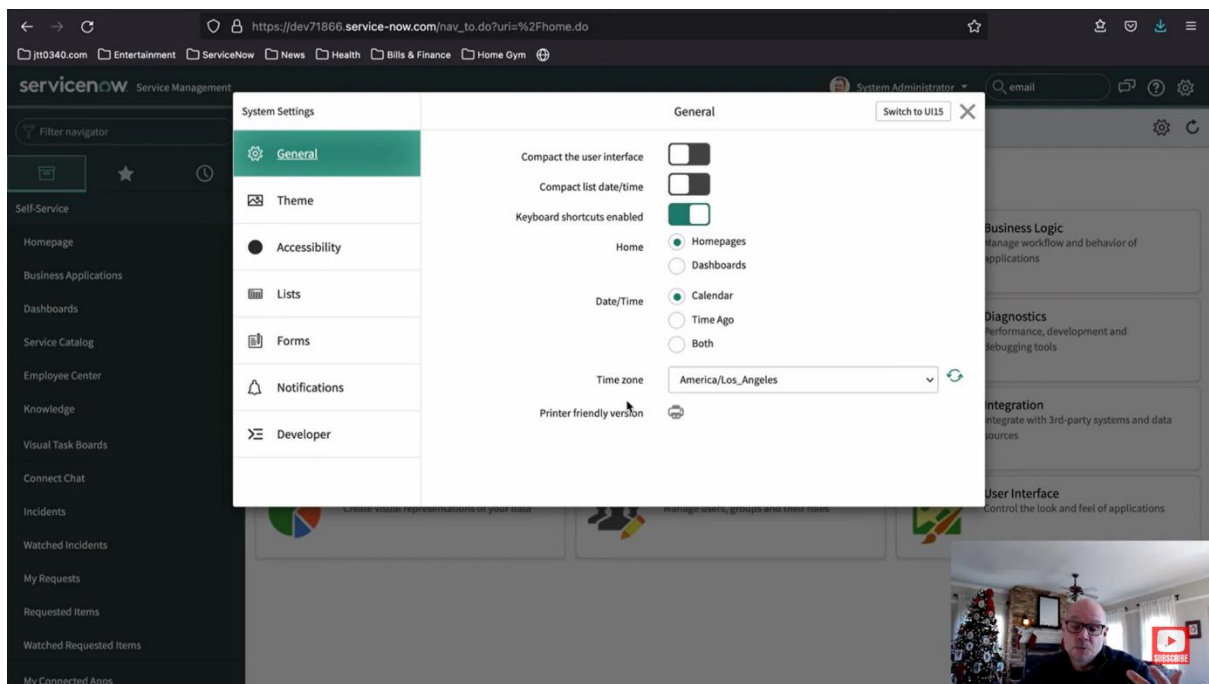 https://dev71866.service-now.com/nav_to.do?uri=%2Fhome.do
jtt0340.com Entertainment ServiceNow News Health Bills & Finance Home Gym
servicenow Service Management
System Administrator
email
Filter navigator
Self-Service
Homepage
Business Applications
Dashboards
Service Catalog
Employee Center
Knowledge
Visual Task Boards
Connect Chat
Incidents
Watched Incidents
My Requests
Requested Items
Watched Requested Items
My Connected Apps
System Settings
General
Theme
Accessibility
Lists
Forms
Notifications
Developer
General
Switch to UI15
Compact the user interface
Compact list date/time
Keyboard shortcuts enabled
Home
Homepages
Dashboards
Date/Time
Calendar
Time Ago
Both
Time zone
America/Los_Angeles
Printer friendly version
Business Logic
Manage workflow and behavior of
applications
Diagnostics
Performance, development and
debugging tools
Integration
Integrate with 3rd-party systems and data
sources
User Interface
Control the look and feel of applications
Create visual representations of your data
Manage users, groups and their roles
SUBSCRIBE